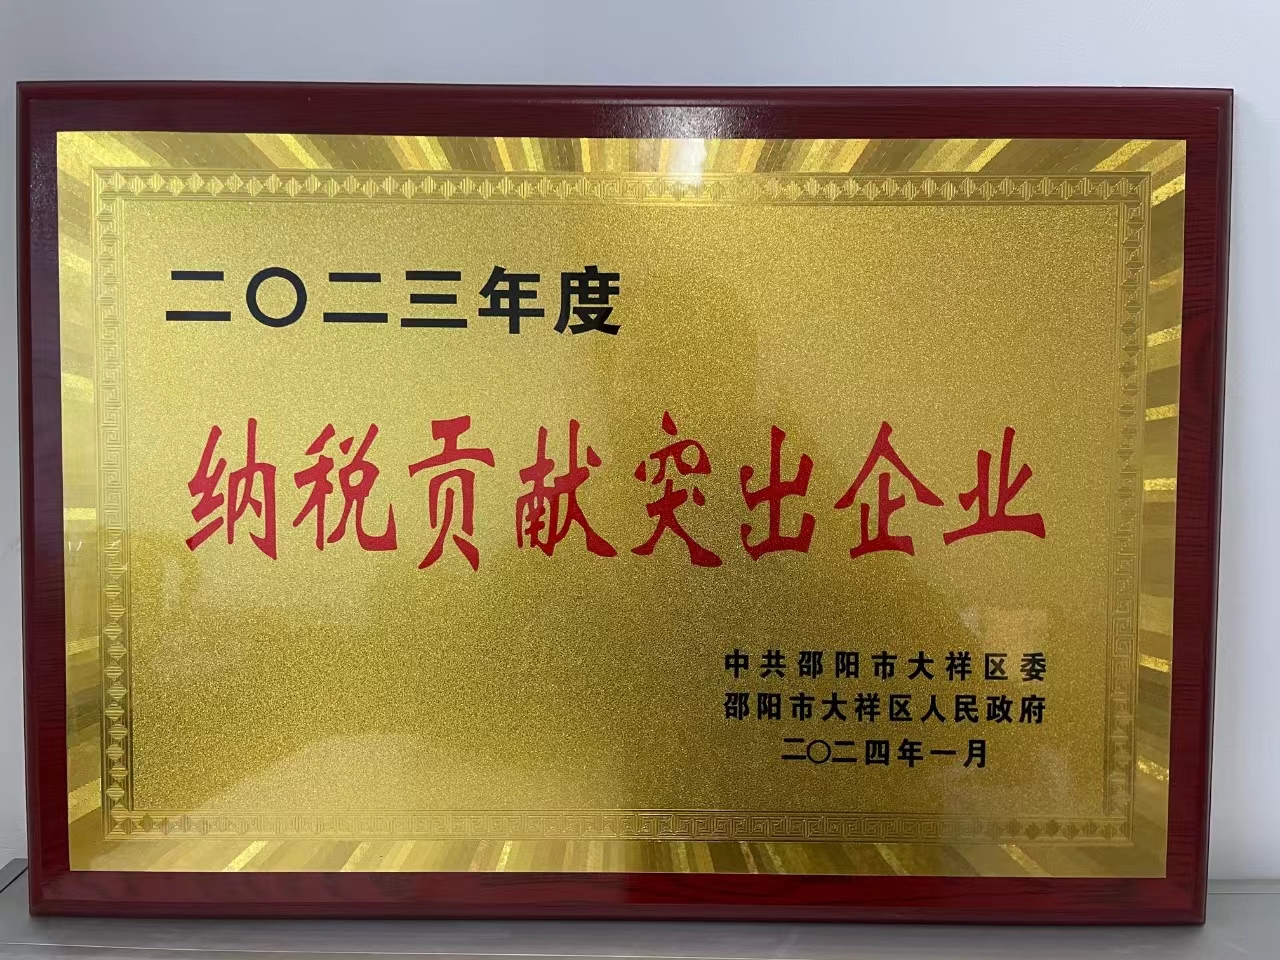 二〇二三年度
纳税贡献突出企业
中共邵阳市大祥区委
邵阳市大祥区人民政府
二〇二四年一月